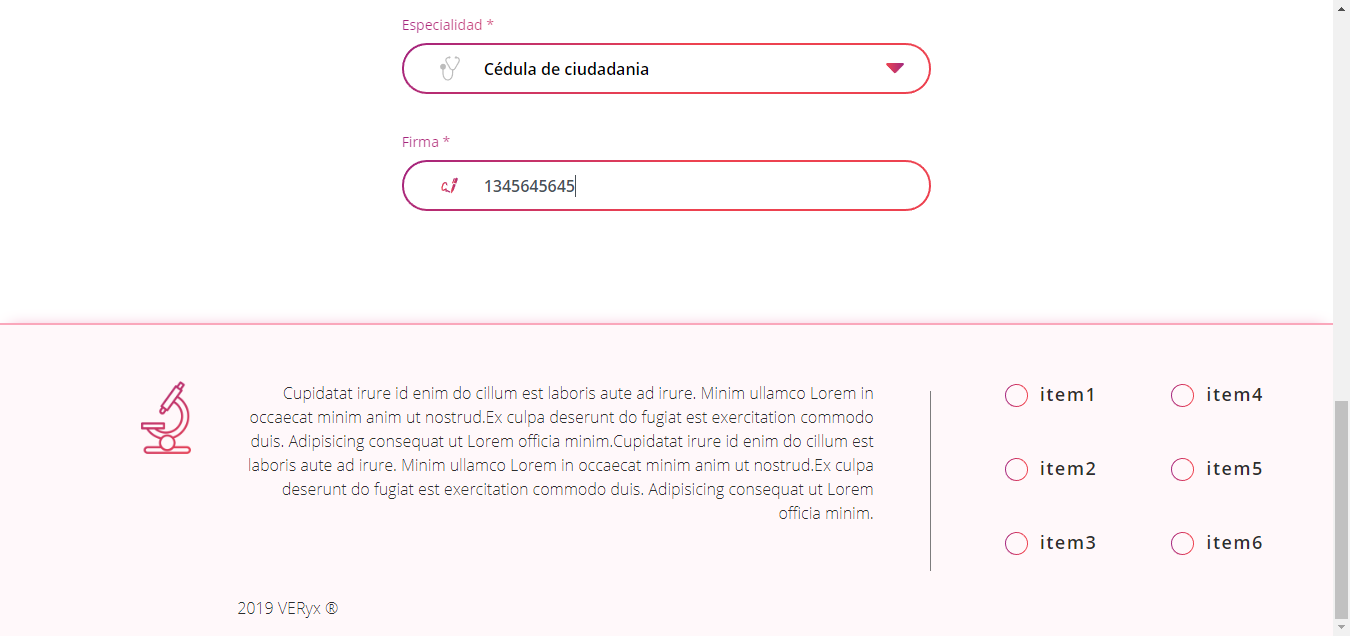 Especialidad *
Cédula de ciudadania
Firma *
1345645645
Cupidatat irure id enim do cillum est laboris aute ad irure. Minim ullamco Lorem in
occaecat minim anim ut nostrud.Ex culpa deserunt do fugiat est exercitation commodo
duis. Adipisicing consequat ut Lorem officia minim.Cupidatat irure id enim do cillum est
laboris aute ad irure. Minim ullamco Lorem in occaecat minim anim ut nostrud.Ex culpa
deserunt do fugiat est exercitation commodo duis. Adipisicing consequat ut Lorem
officia minim.
item1
item2
item3
item4
item5
item6
2019 VERyx ®